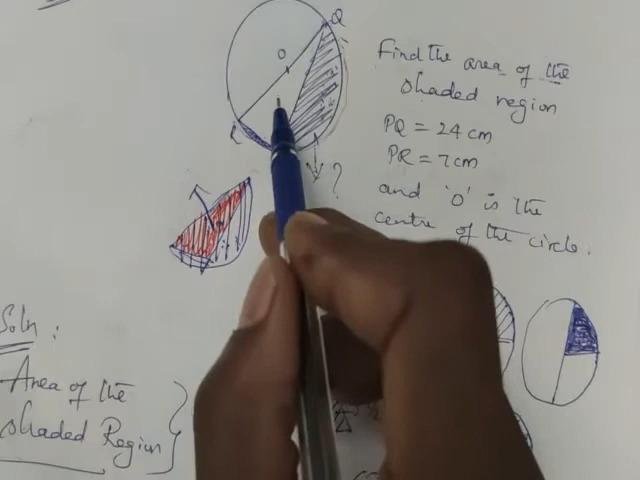 Q
O
R
?
Find the area of the
shaded region
PQ = 24 cm
PR = 7 cm
and 'O' is the
centre of the circle.
Soln :
Area of the
shaded Region